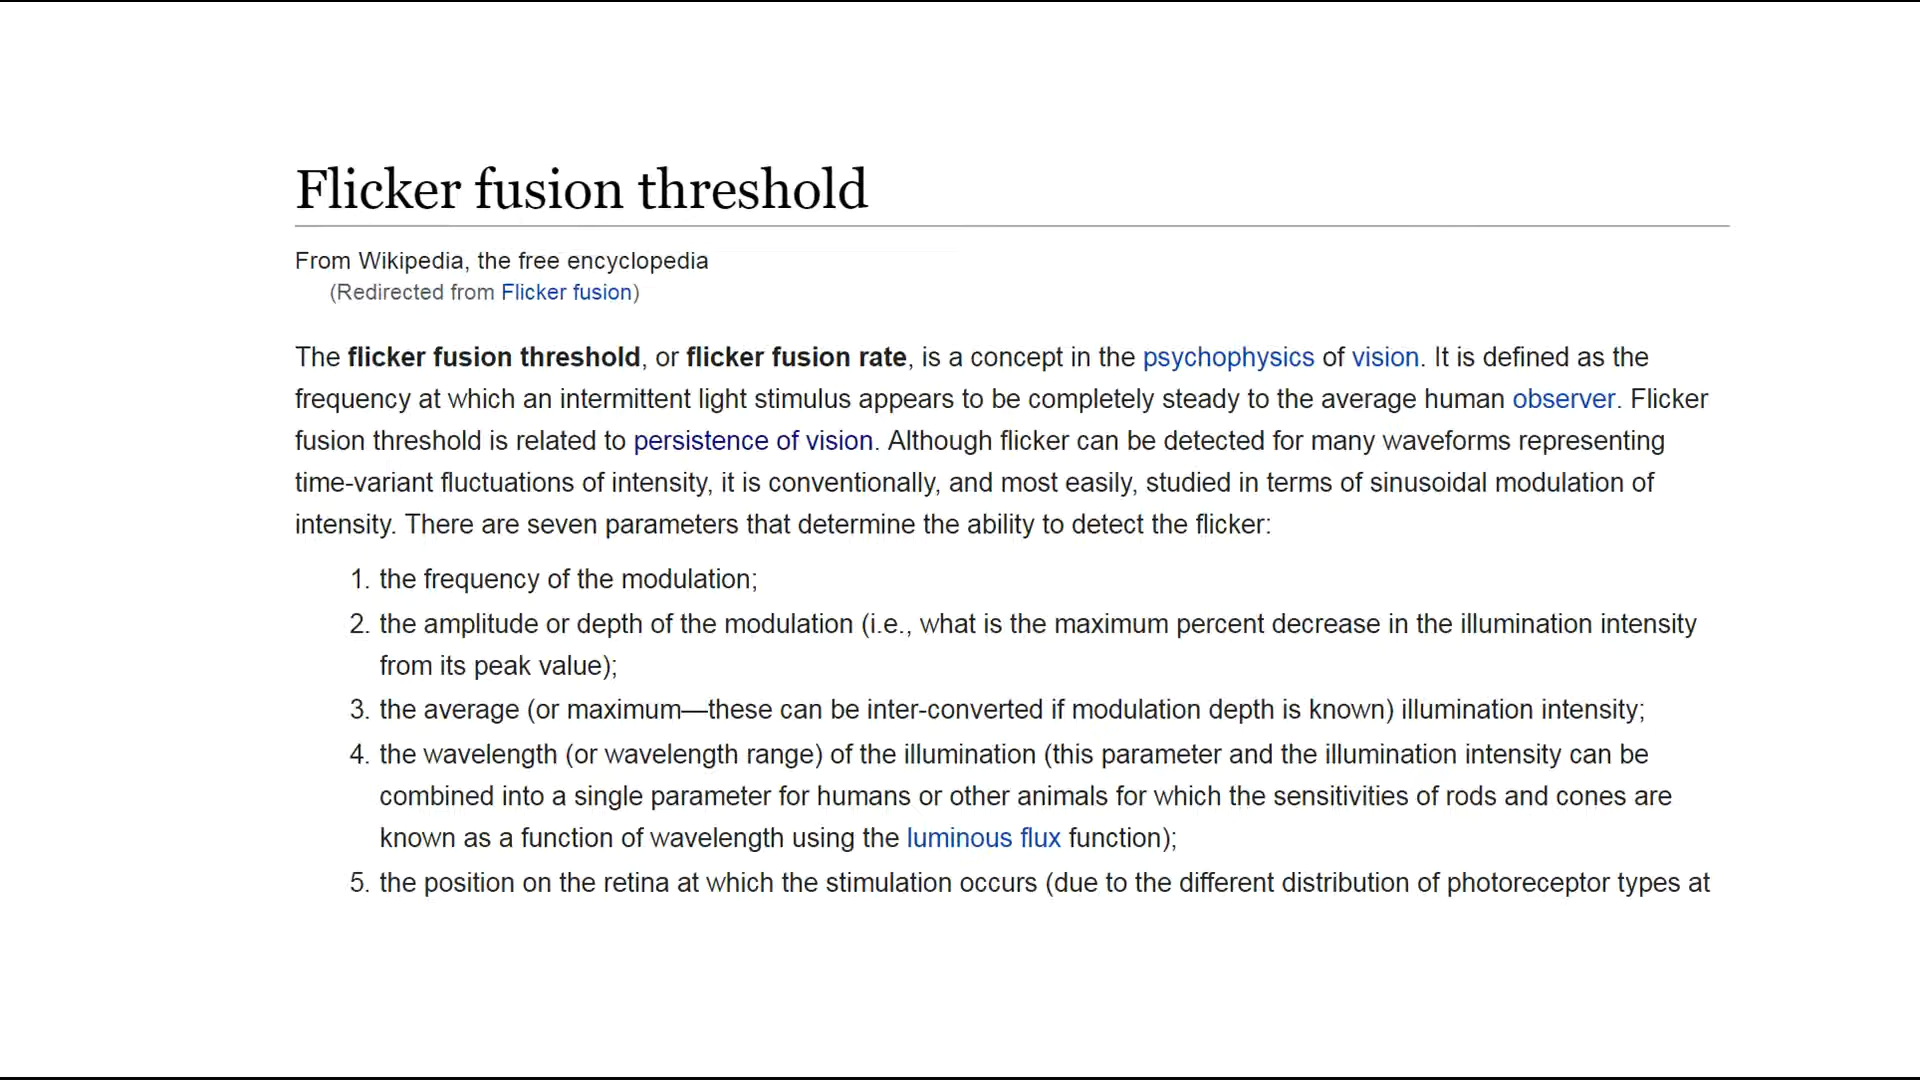 Flicker fusion threshold
From Wikipedia, the free encyclopedia
(Redirected from Flicker fusion)
The flicker fusion threshold, or flicker fusion rate, is a concept in the psychophysics of vision. It is defined as the
frequency at which an intermittent light stimulus appears to be completely steady to the average human observer. Flicker
fusion threshold is related to persistence of vision. Although flicker can be detected for many waveforms representing
time-variant fluctuations of intensity, it is conventionally, and most easily, studied in terms of sinusoidal modulation of
intensity. There are seven parameters that determine the ability to detect the flicker:
1. the frequency of the modulation;
2. the amplitude or depth of the modulation (i.e., what is the maximum percent decrease in the illumination intensity
from its peak value);
3. the average (or maximum—these can be inter-converted if modulation depth is known) illumination intensity;
4. the wavelength (or wavelength range) of the illumination (this parameter and the illumination intensity can be
combined into a single parameter for humans or other animals for which the sensitivities of rods and cones are
known as a function of wavelength using the luminous flux function);
5. the position on the retina at which the stimulation occurs (due to the different distribution of photoreceptor types at